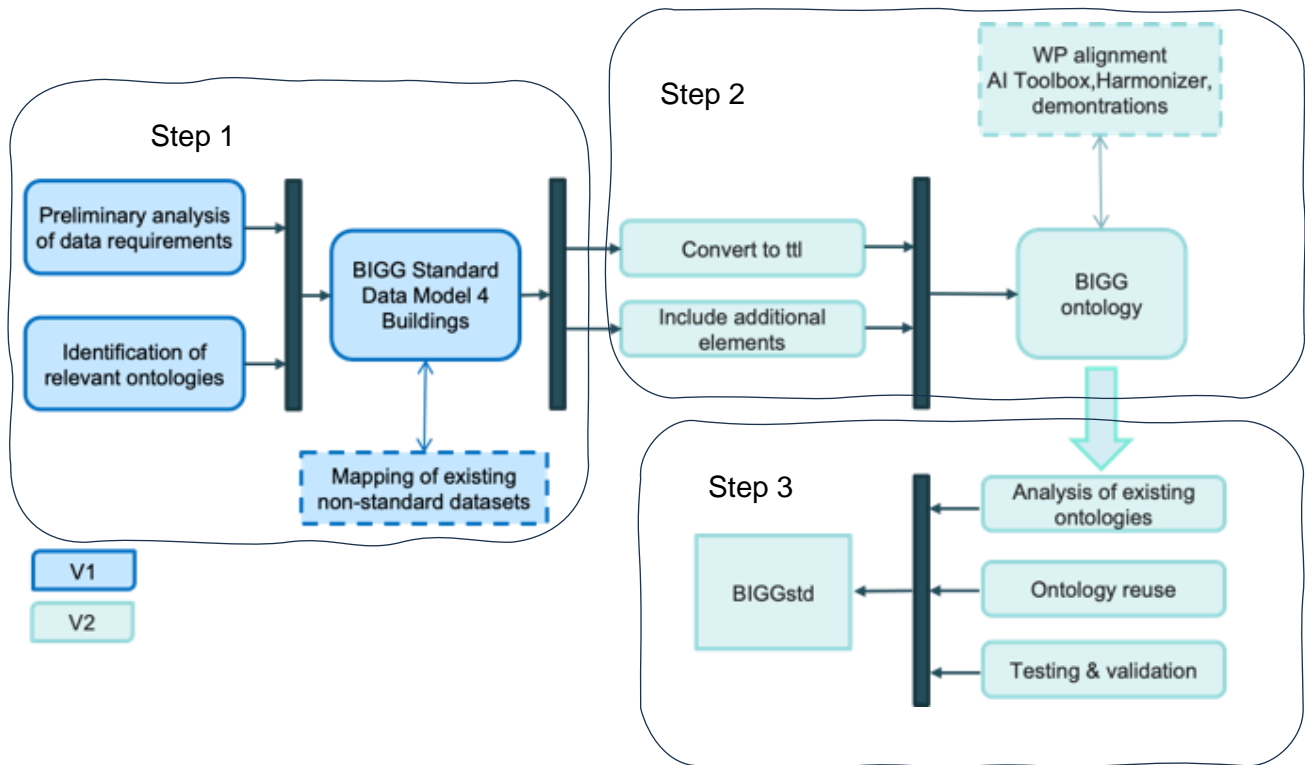 Step 1
Preliminary analysis
of data requirements
Identification of
relevant ontologies
BIGG Standard
Data Model 4
Buildings
Mapping of existing
non-standard datasets
V1
V2
Step 2
WP alignment
AI Toolbox,Harmonizer,
demontrations
Convert to ttl
Include additional
elements
BIGG
ontology
Step 3
Analysis of existing
ontologies
Ontology reuse
Testing & validation
BIGGstd